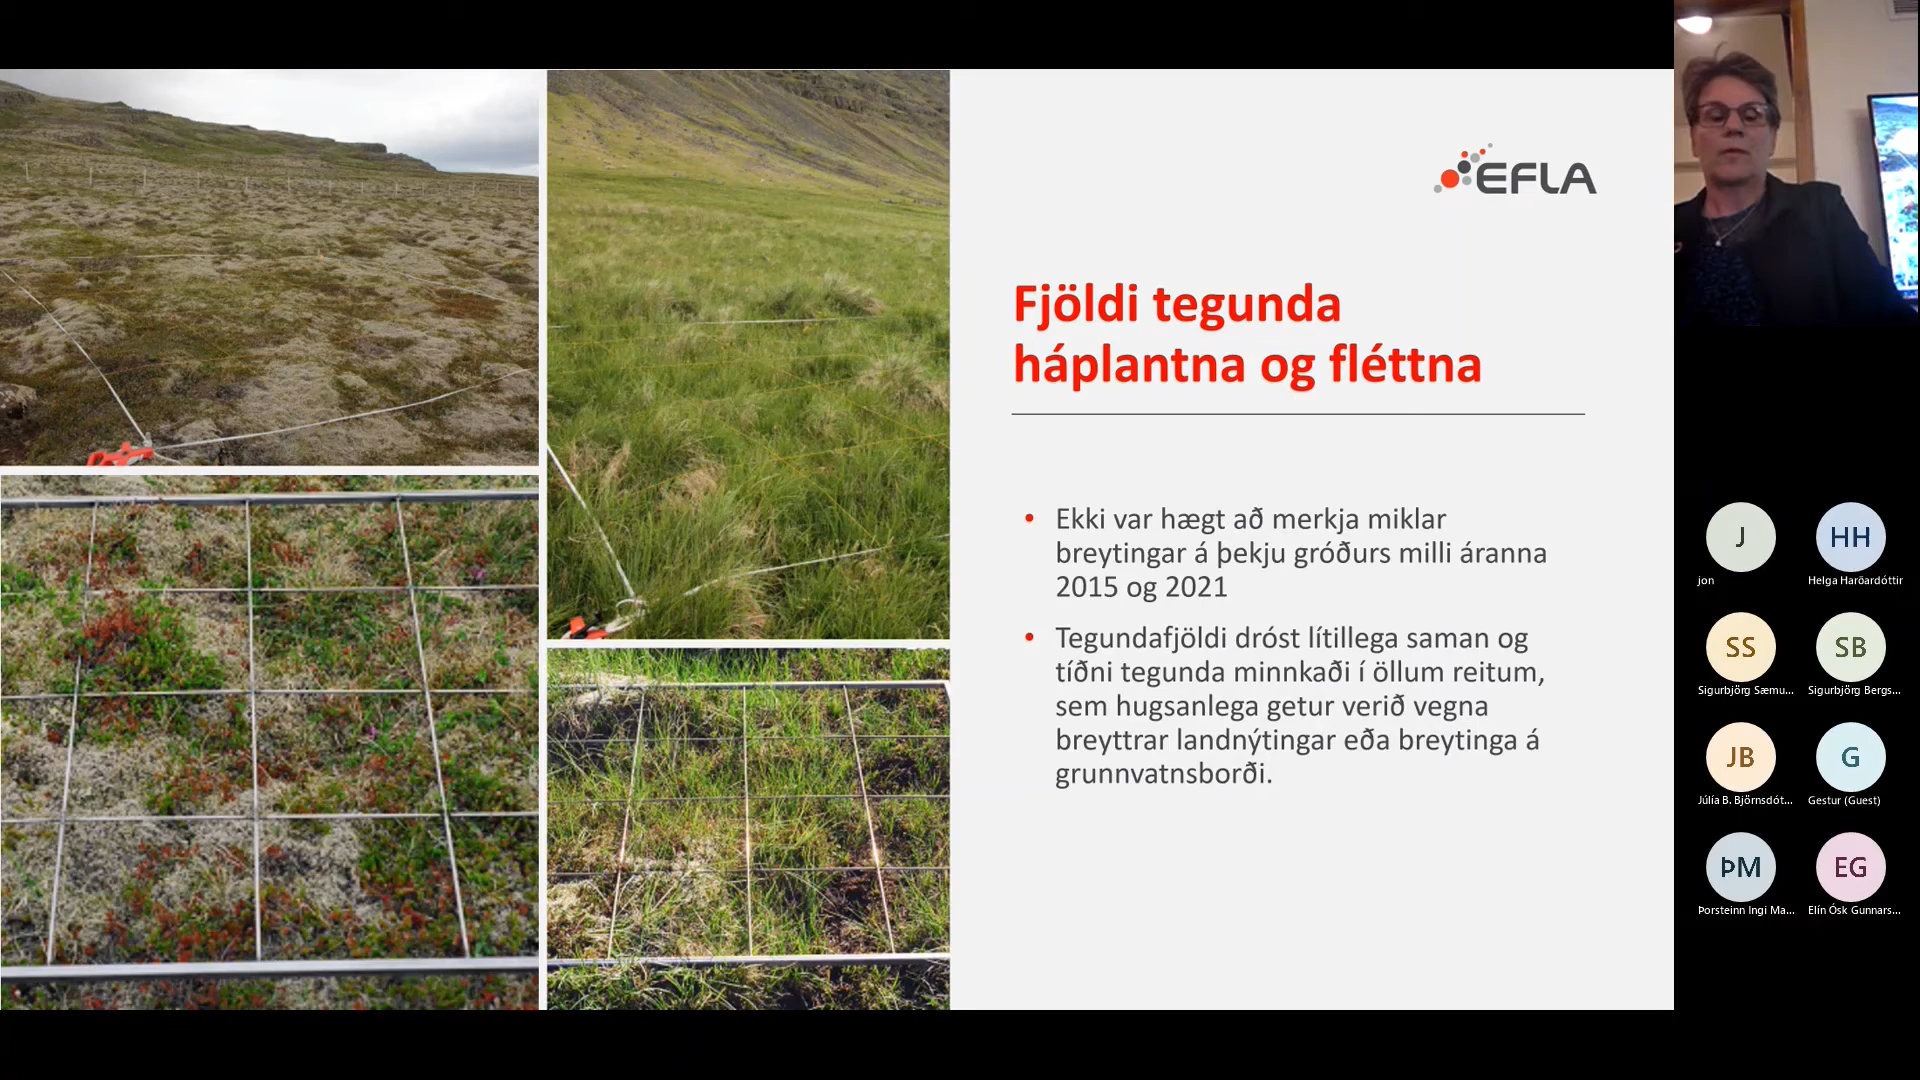 EFLA
Fjöldi tegunda
háplantna og fléttna
• Ekki var hægt að merkja miklar
breytingar á þekju gróðurs milli áranna
2015 og 2021
• Tegundafjöldi dróst lítillega saman og
tíðni tegunda minnkaði í öllum reitum,
sem hugsanlega getur verið vegna
breyttrar landnýtingar eða breytinga á
grunnvatnsborði.
J
jon
HH
Helga Harðardóttir
SS
Sigurbjörg Sæmu...
SB
Sigurbjörg Bergs...
JB
Júlía B. Björnsdót...
G
Gestur (Guest)
ÞM
Þorsteinn Ingi Ma...
EG
Elín Ósk Gunnars...